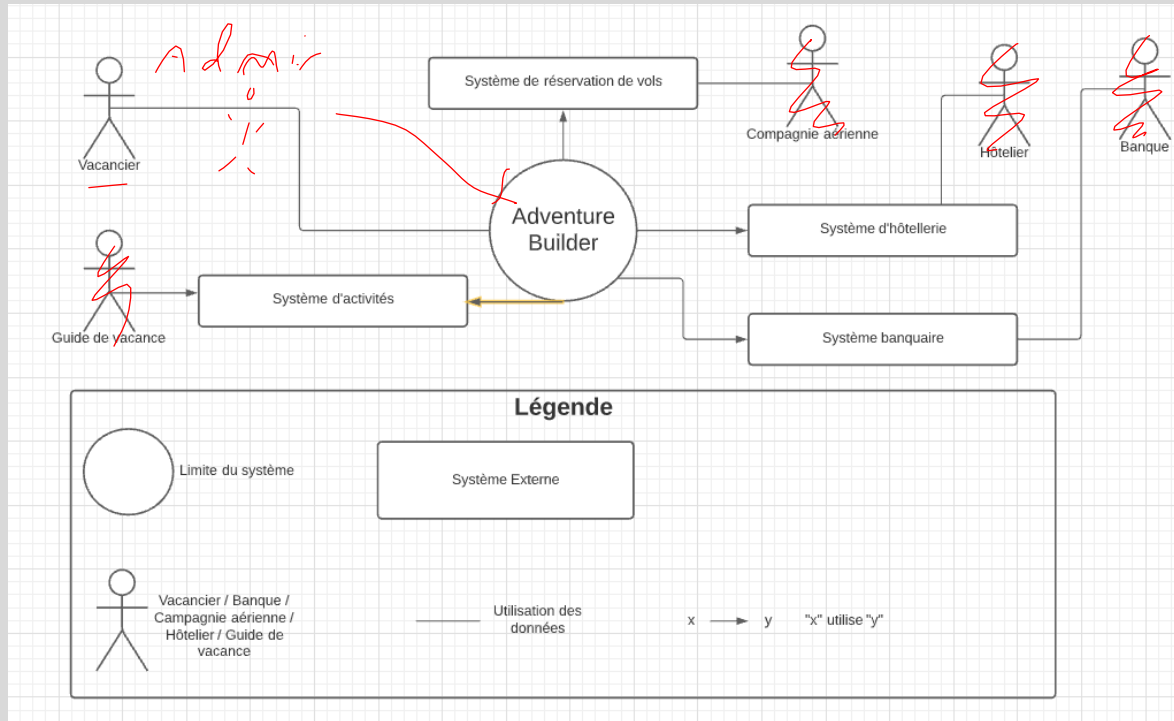 Admin
Vacancier
Système de réservation de vols
Compagnie aérienne
Hôtelier
Banque
Adventure
Builder
Système d'hôtellerie
Guide de vacance
Système d'activités
Système banquaire
Légende
Limite du système
Système Externe
Vacancier / Banque /
Campagnie aérienne /
Hôtelier / Guide de
vacance
Utilisation des
données
x y "x" utilise "y"